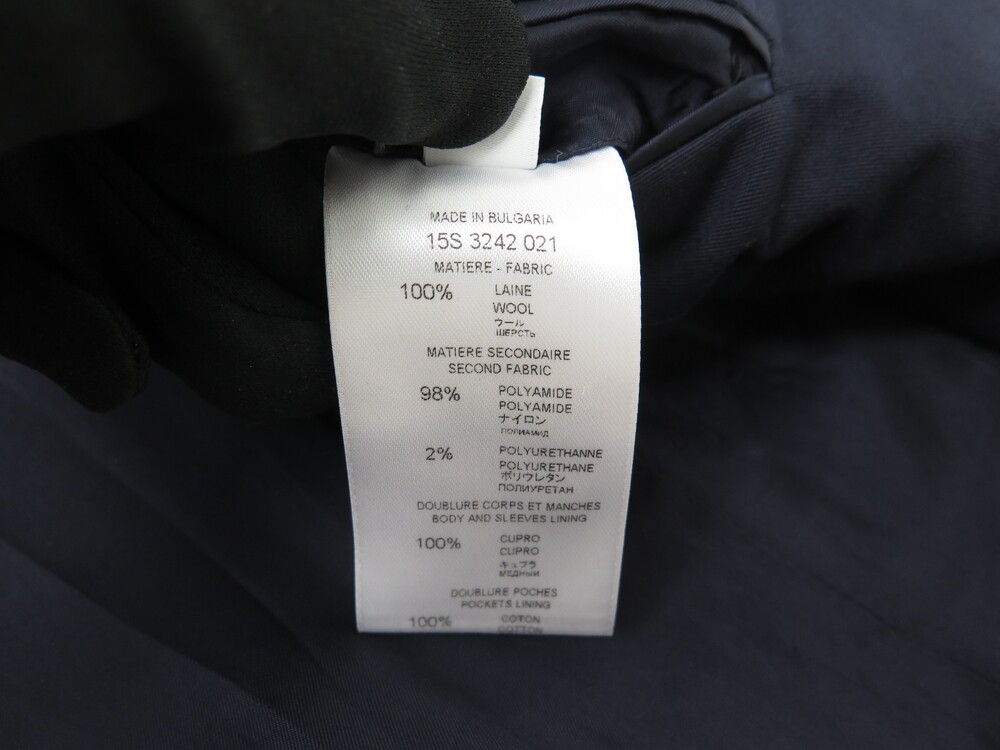 MADE IN BULGARIA
15S 3242 021
MATIERE - FABRIC
100% LAINE
WOOL
ウール
ШЕРСТЬ
MATIERE SECONDAIRE
SECOND FABRIC
98% POLYAMIDE
POLYAMIDE
ナイロン
ПОЛИАМИД
2% POLYURETHANNE
POLYURETHANE
ポリウレタン
ПОЛИУРЕТАН
DOUBLURE CORPS ET MANCHES
BODY AND SLEEVES LINING
100% CUPRO
CUPRO
キュプラ
МЕДНЫЙ
DOUBLURE POCHES
POCKETS LINING
100% COTON
COTTON